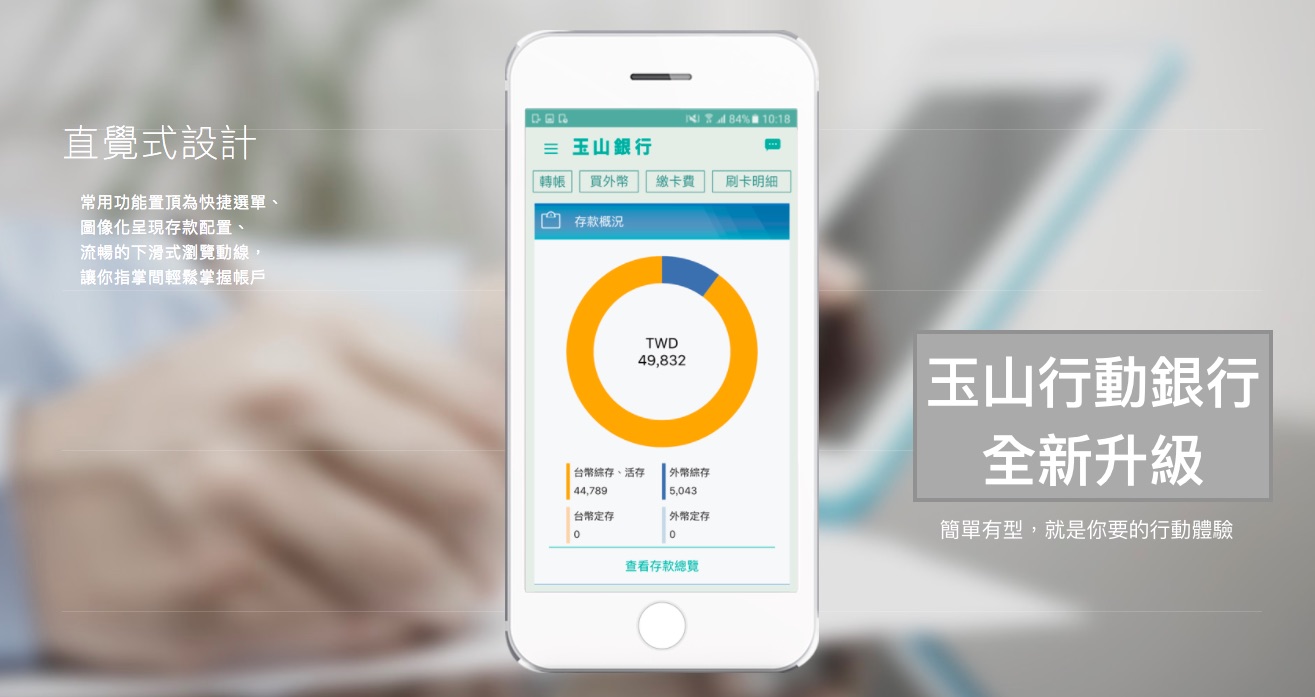 直覺式設計
常用功能置頂為快捷選單、
圖像化呈現存款配置、
流暢的下滑式瀏覽動線，
讓你指掌間輕鬆掌握帳戶
84% 10:18
玉山銀行
轉帳 買外幣 繳卡費 刷卡明細
存款概況
TWD
49,832
台幣綜存、活存 外幣綜存
44,789 5,043
台幣定存 外幣定存
0 0
查看存款總覽
玉山行動銀行
全新升級
簡單有型，就是你要的行動體驗